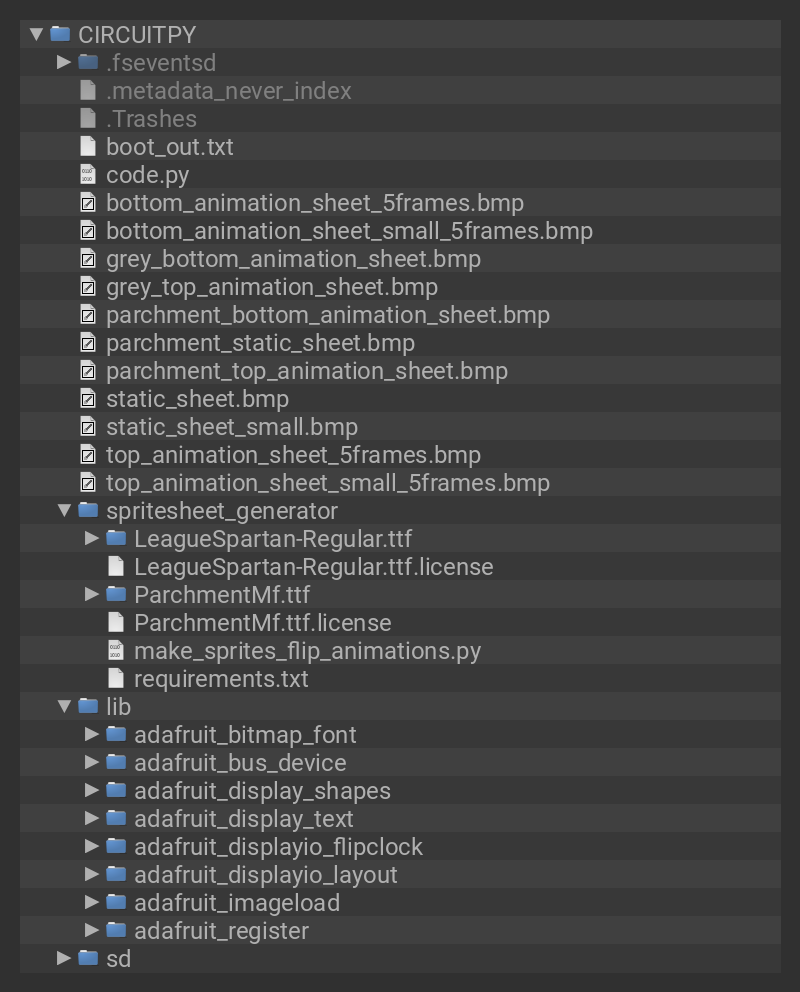 CIRCUITPY
.fseventsd
.metadata_never_index
.Trashes
boot_out.txt
code.py
bottom_animation_sheet_5frames.bmp
bottom_animation_sheet_small_5frames.bmp
grey_bottom_animation_sheet.bmp
grey_top_animation_sheet.bmp
parchment_bottom_animation_sheet.bmp
parchment_static_sheet.bmp
parchment_top_animation_sheet.bmp
static_sheet.bmp
static_sheet_small.bmp
top_animation_sheet_5frames.bmp
top_animation_sheet_small_5frames.bmp
spritesheet_generator
LeagueSpartan-Regular.ttf
LeagueSpartan-Regular.ttf.license
ParchmentMf.ttf
ParchmentMf.ttf.license
make_sprites_flip_animations.py
requirements.txt
lib
adafruit_bitmap_font
adafruit_bus_device
adafruit_display_shapes
adafruit_display_text
adafruit_displayio_flipclock
adafruit_displayio_layout
adafruit_imageload
adafruit_register
sd